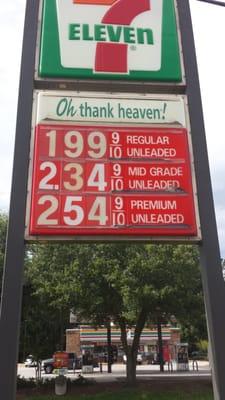 7
ELEVEn
Oh thank heaven!
1 99 9/10 REGULAR UNLEADED
2.34 9/10 MID GRADE UNLEADED
2 54 9/10 PREMIUM UNLEADED